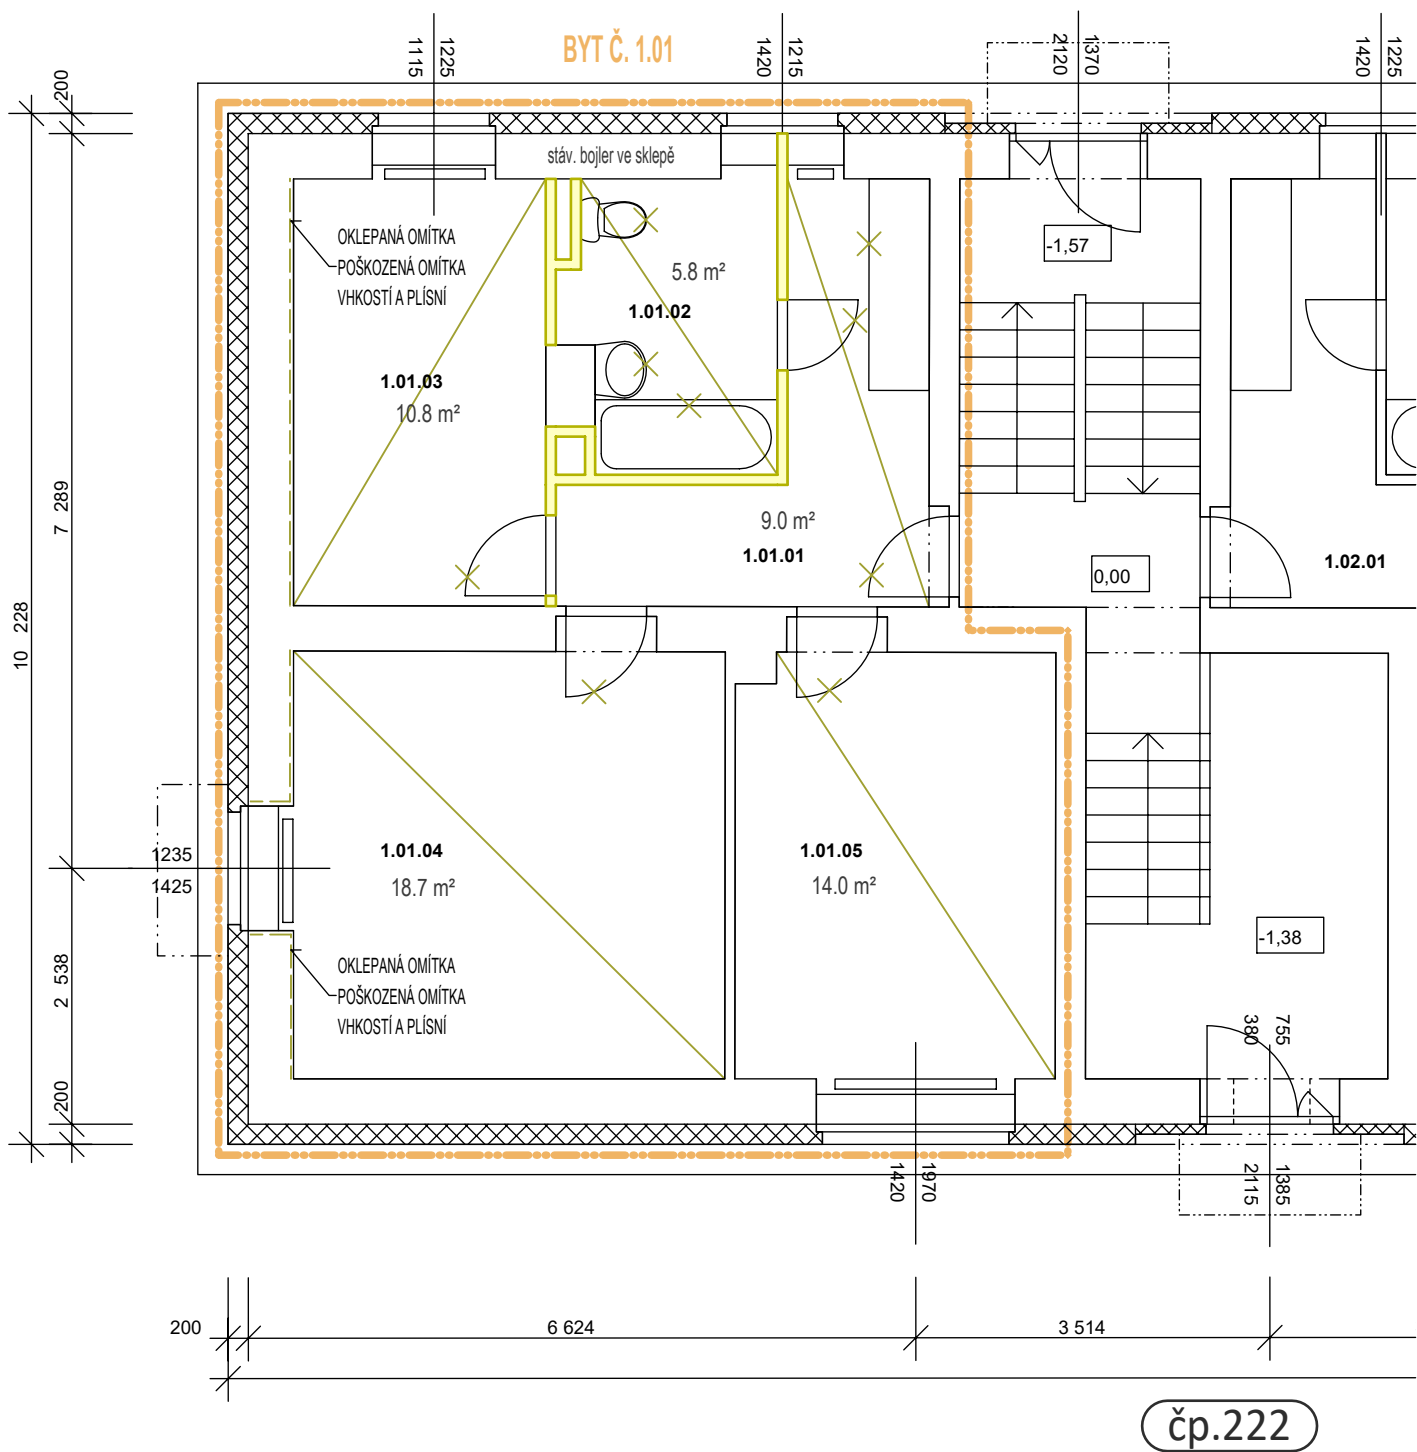 1115
1225
BYT Č. 1.01
1420
1215
2120
1370
1420
1225
200
stáv. bojler ve sklepě
OKLEPANÁ OMÍTKA
POŠKOZENÁ OMÍTKA
VHKOSTÍ A PLÍSNÍ
-1,57
5.8 m²
1.01.02
1.01.03
10.8 m²
7 289
9.0 m²
1.01.01
0,00
1.02.01
10 228
1235
1425
1.01.04
18.7 m²
1.01.05
14.0 m²
-1,38
OKLEPANÁ OMÍTKA
POŠKOZENÁ OMÍTKA
VHKOSTÍ A PLÍSNÍ
2 538
380
755
200
1420
1970
2115
1385
200
6 624
3 514
čp.222